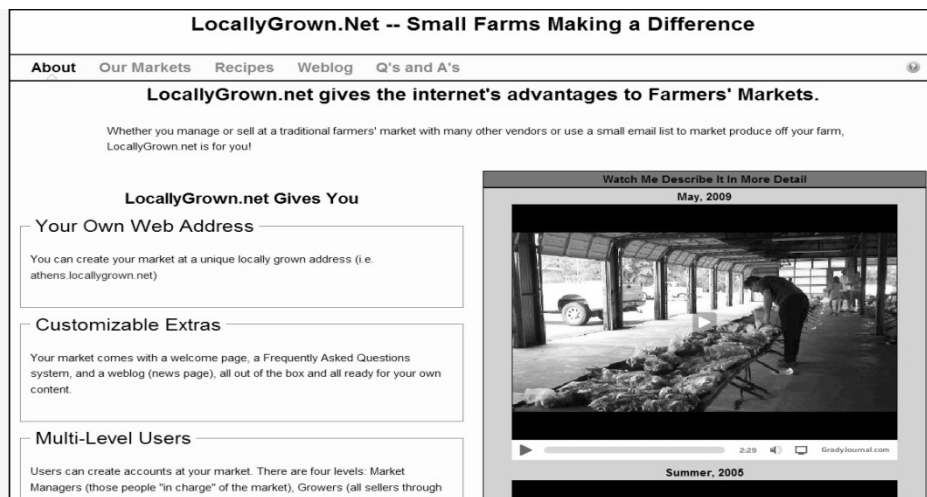 LocallyGrown.Net -- Small Farms Making a Difference
About Our Markets Recipes Weblog Q's and A's
LocallyGrown.net gives the internet's advantages to Farmers' Markets.
Whether you manage or sell at a traditional farmers' market with many other vendors or use a small email list to market produce off your farm,
LocallyGrown.net is for you!
LocallyGrown.net Gives You
Your Own Web Address
You can create your market at a unique locally grown address (i.e.
athens.locallygrown.net)
Customizable Extras
Your market comes with a welcome page, a Frequently Asked Questions
system, and a weblog (news page), all out of the box and all ready for your own
content.
Multi-Level Users
Users can create accounts at your market. There are four levels: Market
Managers (those people "in charge" of the market), Growers (all sellers through
Watch Me Describe It In More Detail
May, 2009
2:29 GradyJournal.com
Summer, 2005